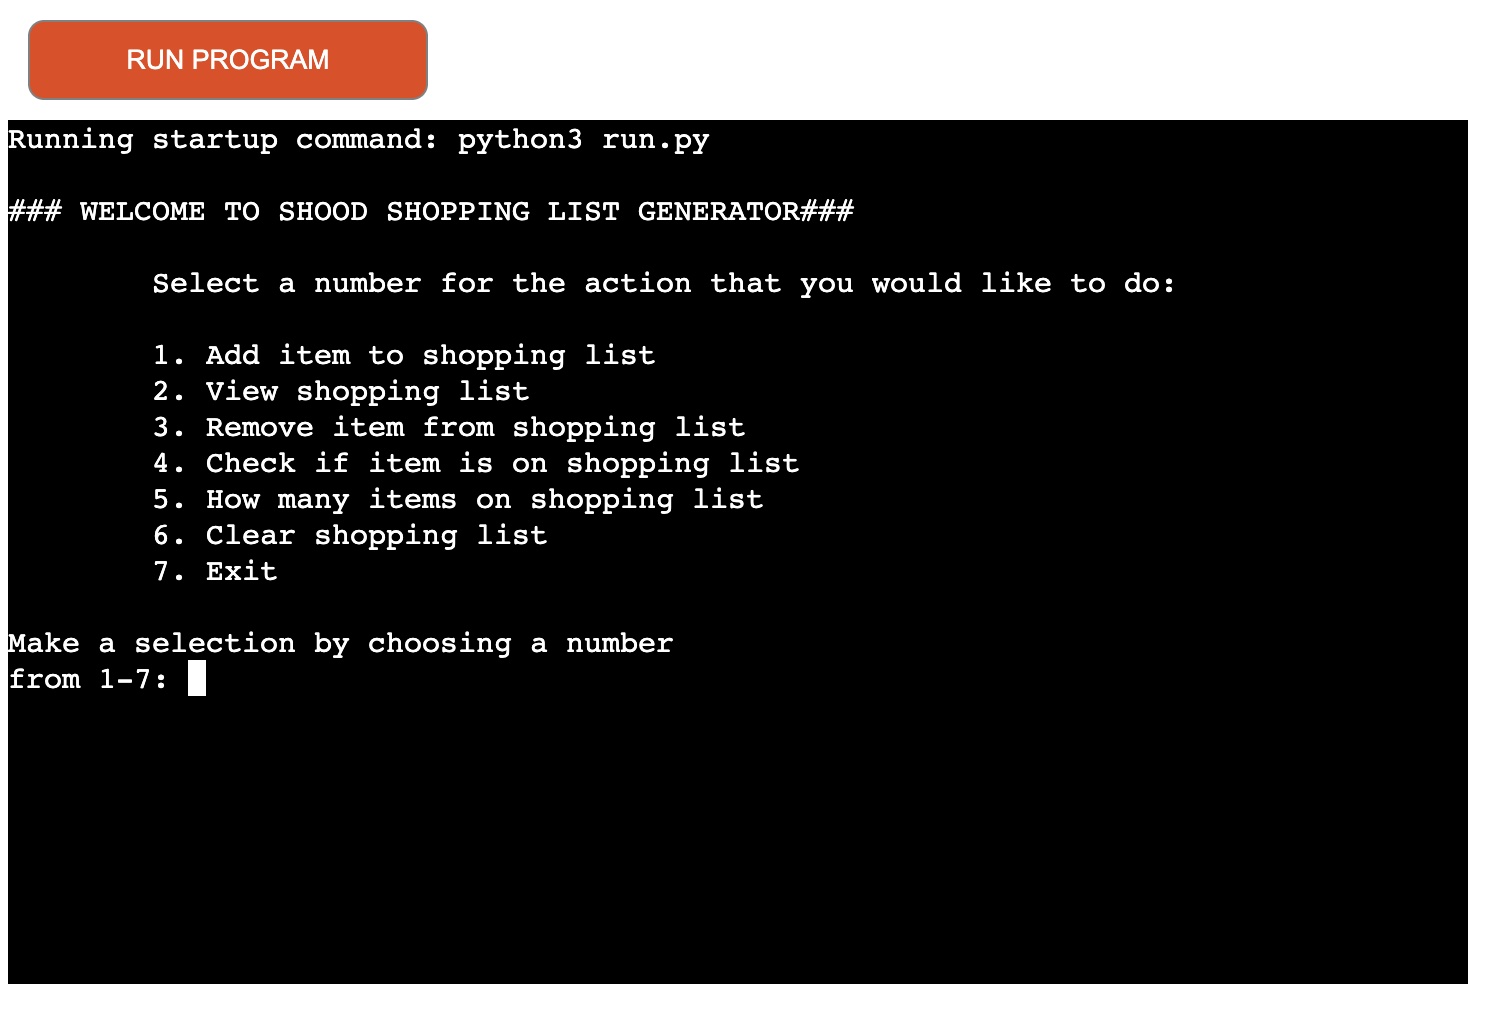 RUN PROGRAM
Running startup command: python3 run.py
### WELCOME TO SHOOD SHOPPING LIST GENERATOR###
Select a number for the action that you would like to do:
1. Add item to shopping list
2. View shopping list
3. Remove item from shopping list
4. Check if item is on shopping list
5. How many items on shopping list
6. Clear shopping list
7. Exit
Make a selection by choosing a number
from 1-7: